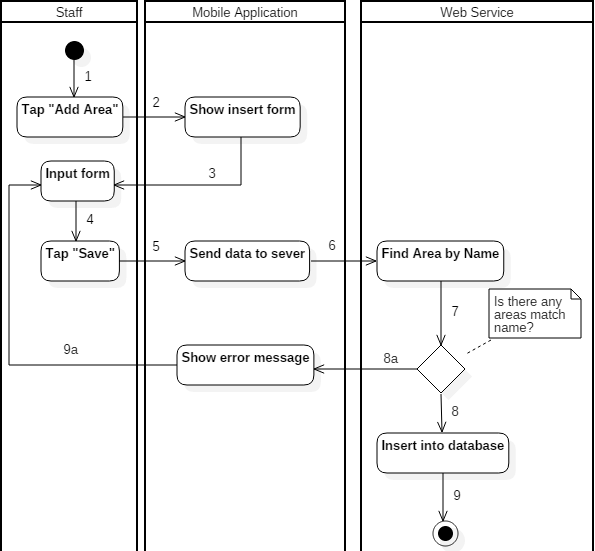 Staff
Mobile Application
Web Service
1
Tap "Add Area"
2
Show insert form
Input form
3
4
Tap "Save"
5
Send data to sever
6
Find Area by Name
7
Is there any
areas match
name?
9a
Show error message
8a
8
Insert into database
9